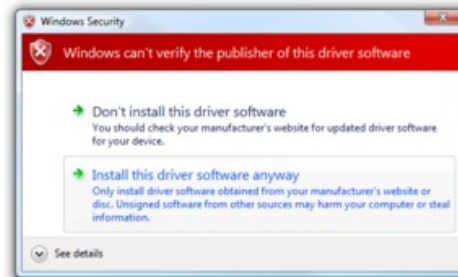 Windows Security
Windows can't verify the publisher of this driver software
Don't install this driver software
You should check your manufacturer's website for updated driver software
for your device.
Install this driver software anyway
Only install driver software obtained from your manufacturer's website or
disc. Unsigned software from other sources may harm your computer or steal
information.
See details